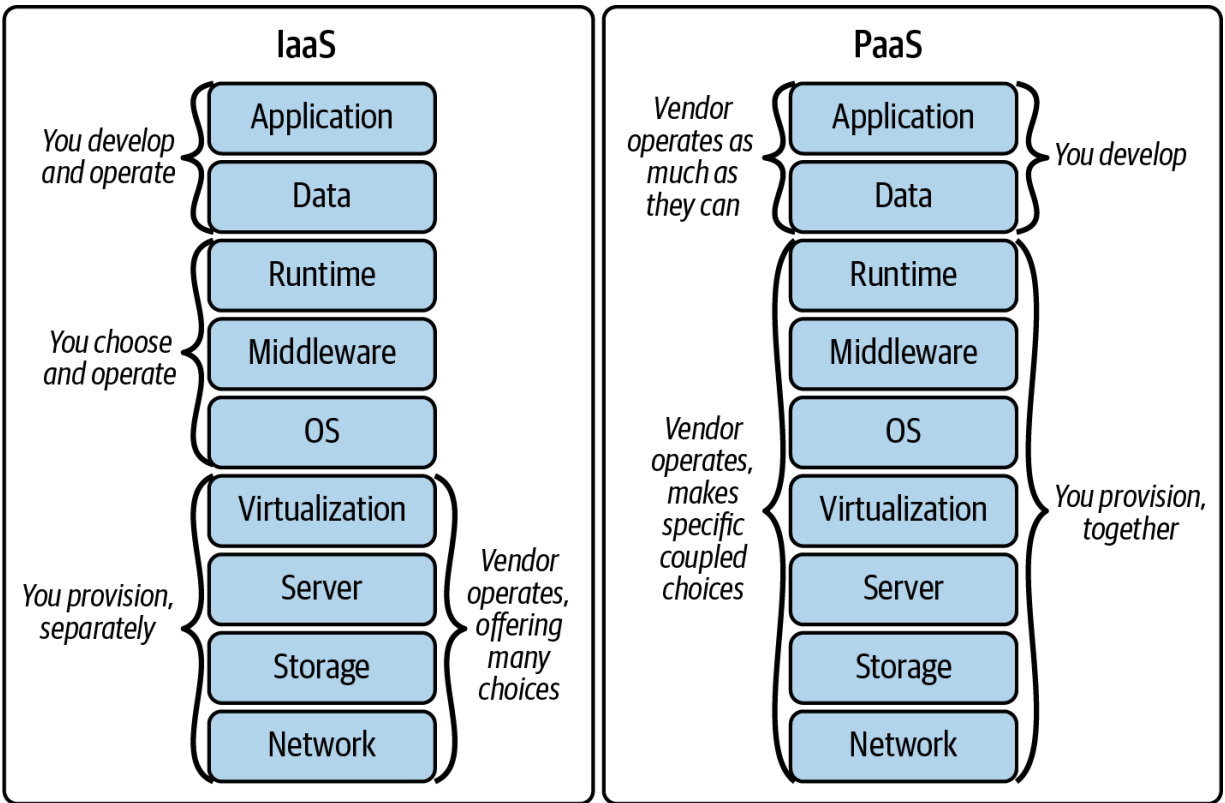 IaaS
Application
Data
You develop
and operate
Runtime
Middleware
OS
You choose
and operate
Virtualization
Server
Storage
Network
You provision,
separately
Vendor
operates,
offering
many
choices
PaaS
Vendor
operates as
much as
they can
Application
Data
You develop
Runtime
Middleware
OS
Virtualization
Server
Storage
Network
Vendor
operates,
makes
specific
coupled
choices
You provision,
together